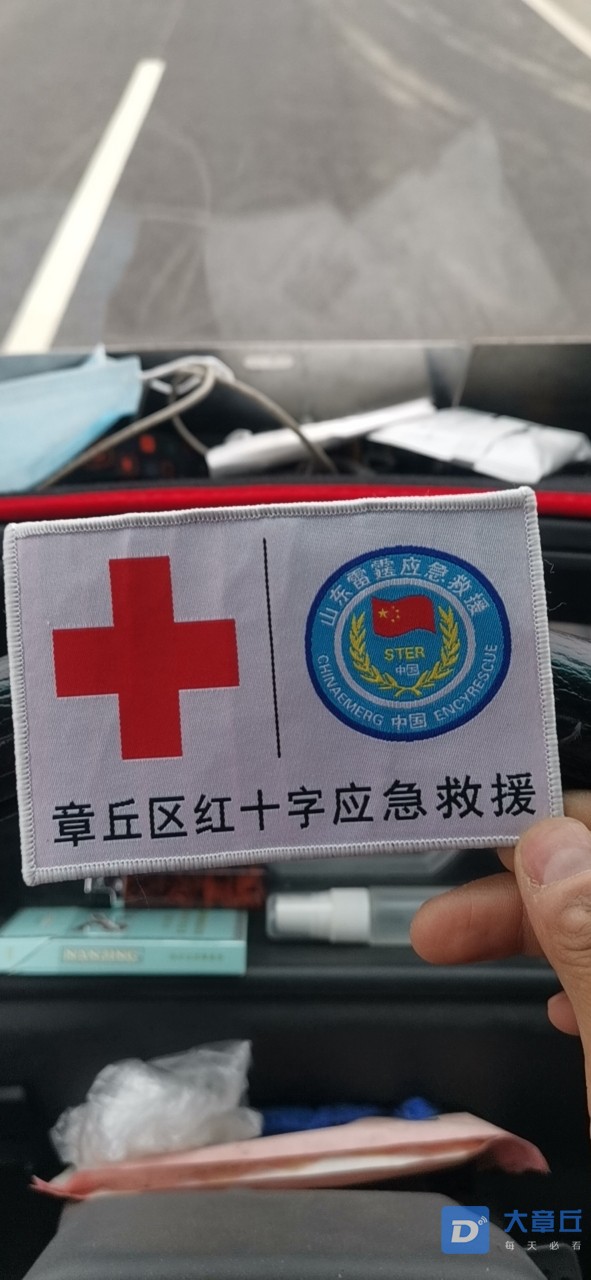 山东雷霆应急救援
STER
中国
CHINAEMERG 中国 ENCYRESCUE
章丘区红十字应急救援
NANJING
大章丘
每天必看